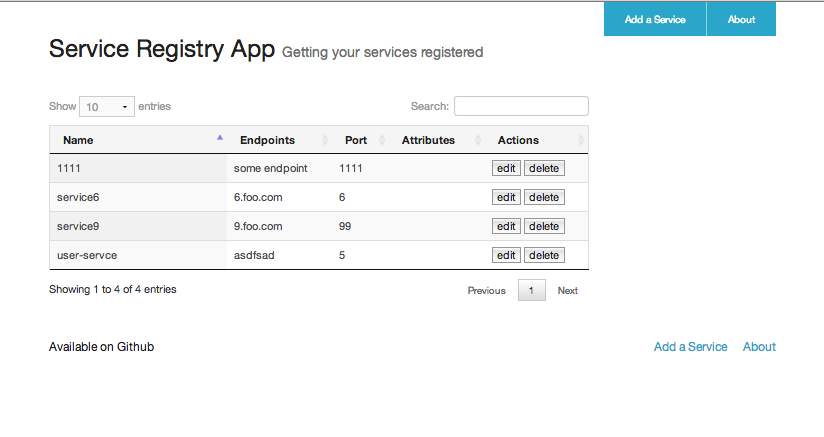 Add a Service About
Service Registry App Getting your services registered
Show 10 entries Search:
Name Endpoints Port Attributes Actions
1111 some endpoint 1111 edit delete
service6 6.foo.com 6 edit delete
service9 9.foo.com 99 edit delete
user-servce asdfsad 5 edit delete
Showing 1 to 4 of 4 entries Previous 1 Next
Available on Github Add a Service About